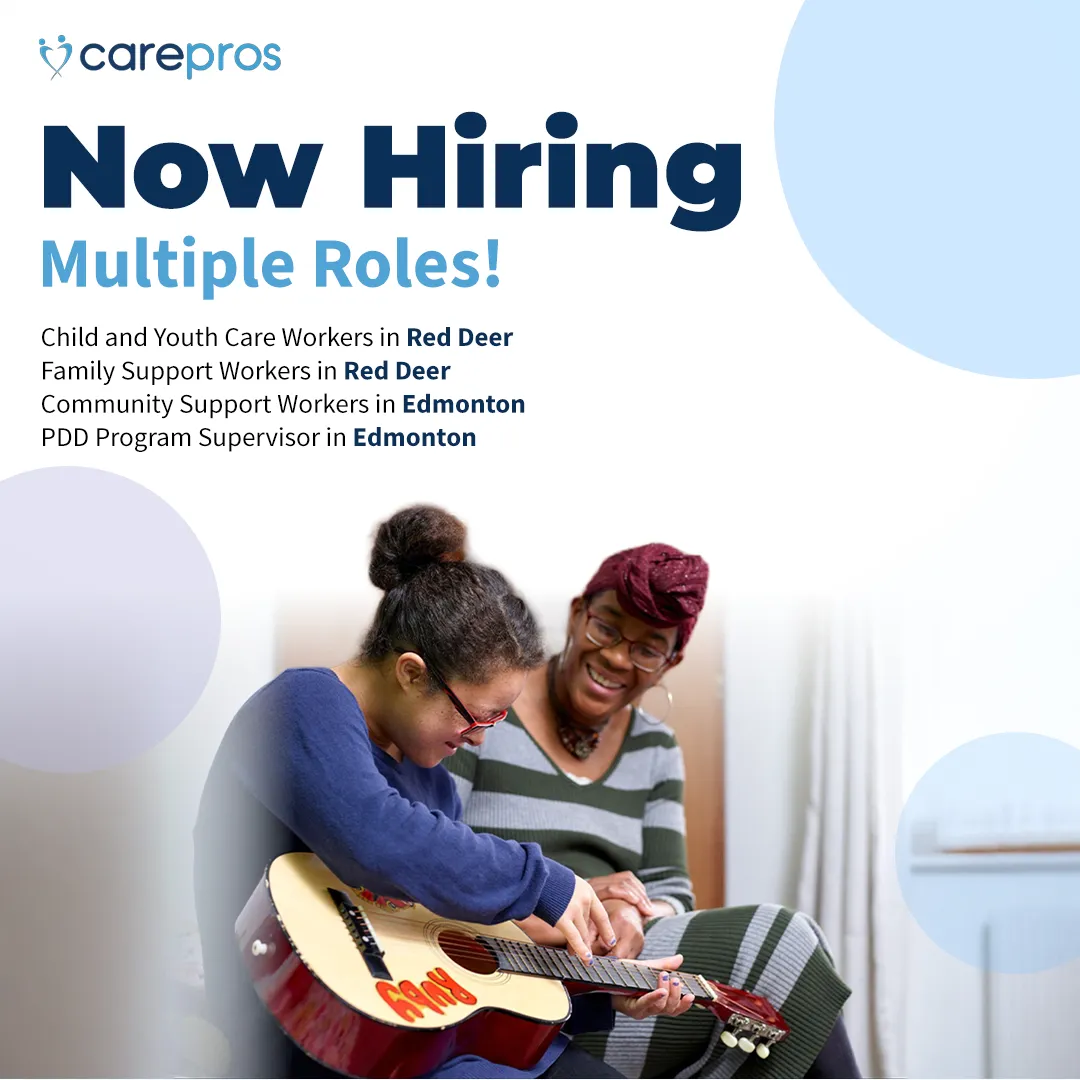 carepros
Now Hiring
Multiple Roles!
Child and Youth Care Workers in Red Deer
Family Support Workers in Red Deer
Community Support Workers in Edmonton
PDD Program Supervisor in Edmonton
Ruby